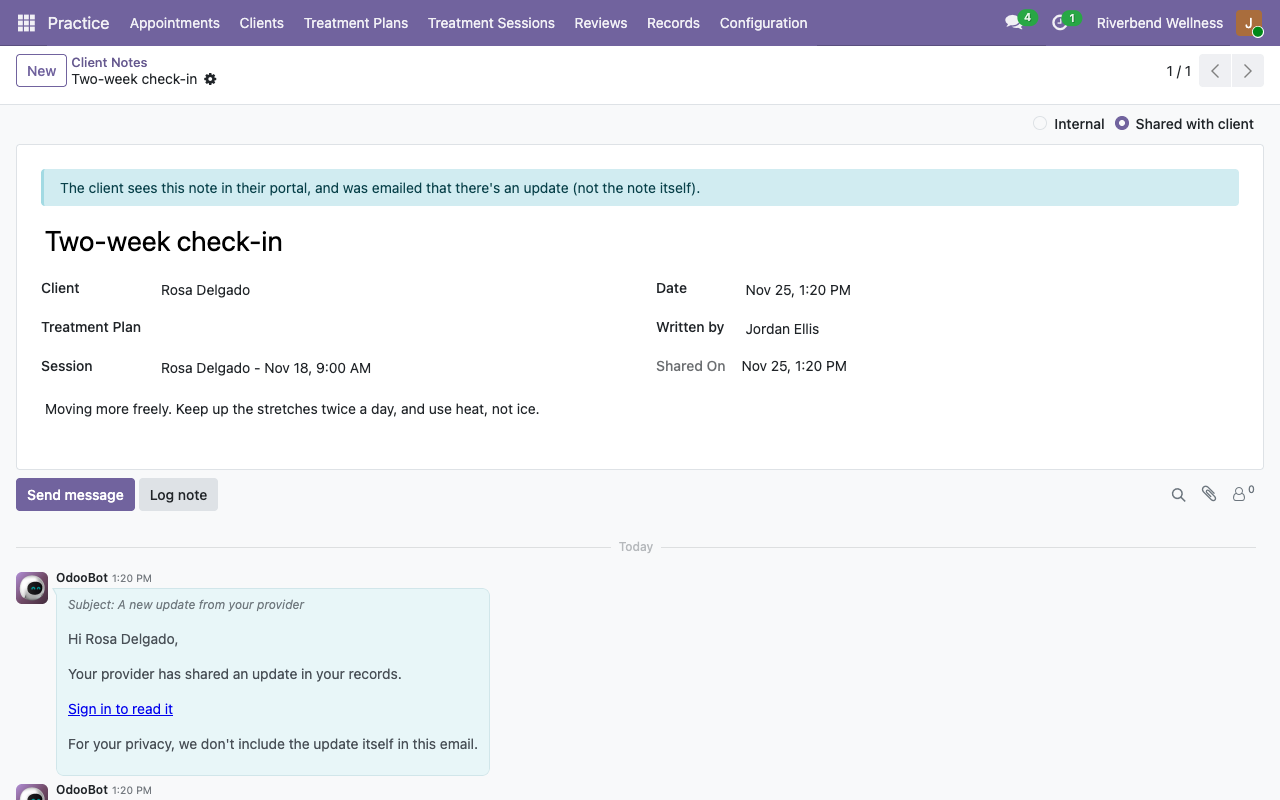 Practice Appointments Clients Treatment Plans Treatment Sessions Reviews Records Configuration 4 1 Riverbend Wellness J
New Client Notes 1 / 1
Two-week check-in
Internal Shared with client
The client sees this note in their portal, and was emailed that there's an update (not the note itself).
Two-week check-in
Client Rosa Delgado Date Nov 25, 1:20 PM
Treatment Plan Written by Jordan Ellis
Session Rosa Delgado - Nov 18, 9:00 AM Shared On Nov 25, 1:20 PM
Moving more freely. Keep up the stretches twice a day, and use heat, not ice.
Send message Log note 0
Today
OdooBot 1:20 PM
Subject: A new update from your provider
Hi Rosa Delgado,
Your provider has shared an update in your records.
Sign in to read it
For your privacy, we don't include the update itself in this email.
OdooBot 1:20 PM